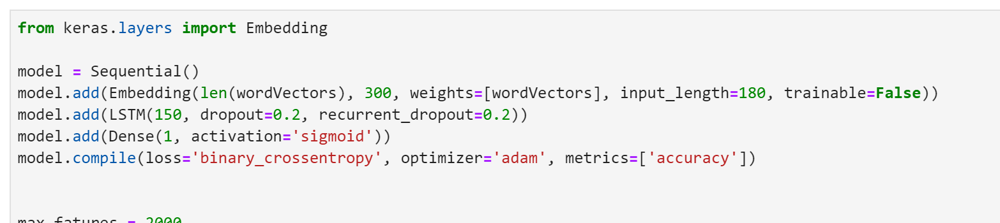 from keras.layers import Embedding
model = Sequential()
model.add(Embedding(len(wordVectors), 300, weights=[wordVectors], input_length=180, trainable=False))
model.add(LSTM(150, dropout=0.2, recurrent_dropout=0.2))
model.add(Dense(1, activation='sigmoid'))
model.compile(loss='binary_crossentropy', optimizer='adam', metrics=['accuracy'])
max_fatures = 2000